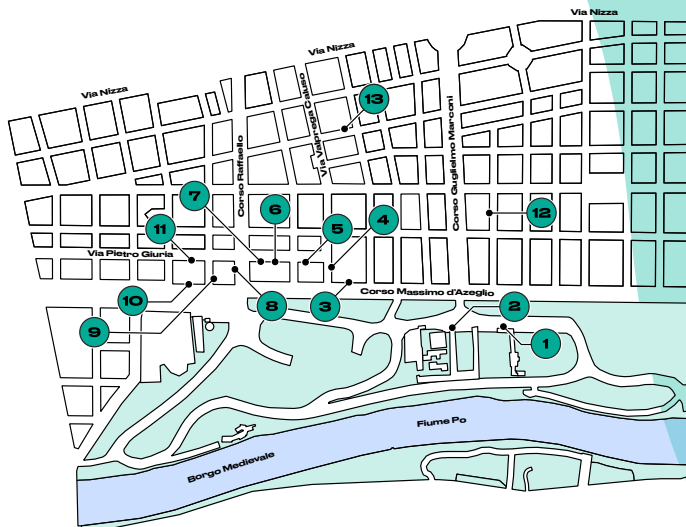 Via Nizza
Via Nizza
Via Nizza
13
Via Valperga Caluso
Corso Raffaello
Corso Guglielmo Marconi
7
6
5
4
12
11
Via Pietro Giuria
10
9
8
3
Corso Massimo d'Azeglio
2
1
Fiume Po
Borgo Medievale